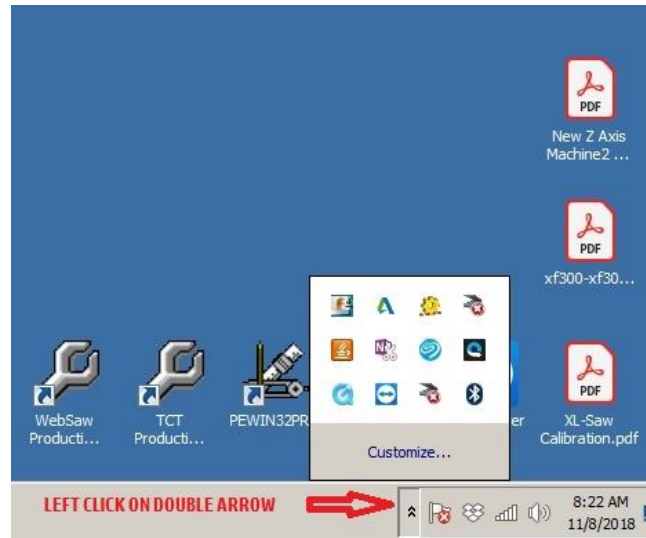 PDF
New Z Axis
Machine2 ...
PDF
xf300-xf30...
WebSaw
Producti...
TCT
Producti...
PEWIN32PR
er
PDF
XL-Saw
Calibration.pdf
Customize...
LEFT CLICK ON DOUBLE ARROW
8:22 AM
11/8/2018